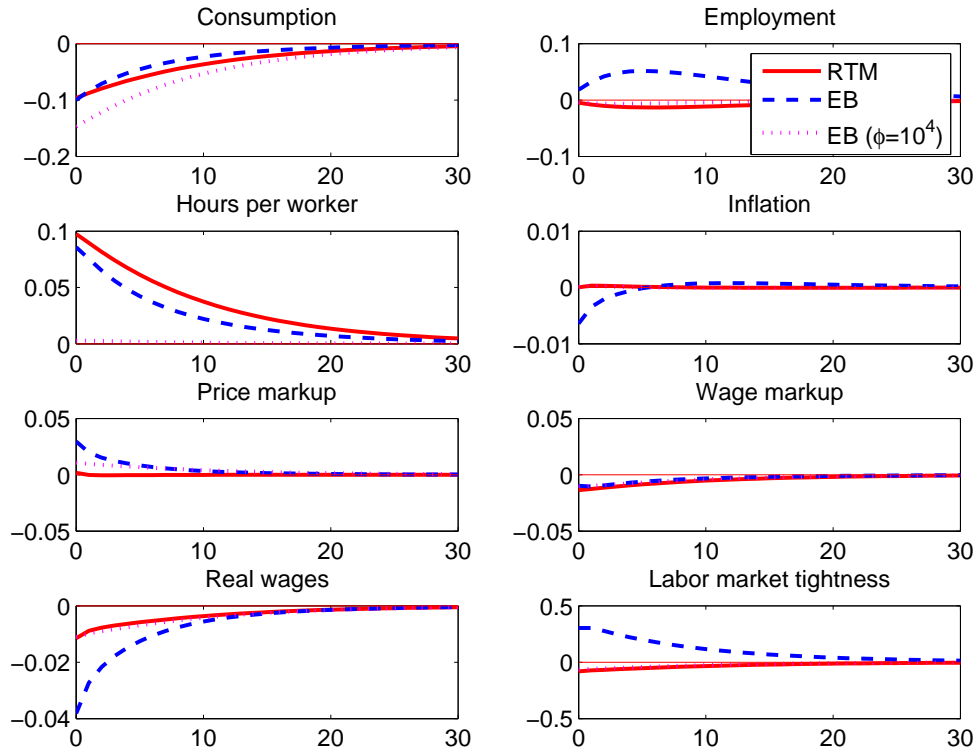 Consumption
0
−0.1
−0.2
0 10 20 30
Employment
0.1
0
−0.1
0 10 20 30
RTM
EB
EB (ϕ=10⁴)
Hours per worker
0.1
0.05
0
0 10 20 30
Inflation
0.01
0
−0.01
0 10 20 30
Price markup
0.05
0
−0.05
0 10 20 30
Wage markup
0.05
0
−0.05
0 10 20 30
Real wages
0
−0.02
−0.04
0 10 20 30
Labor market tightness
0.5
0
−0.5
0 10 20 30